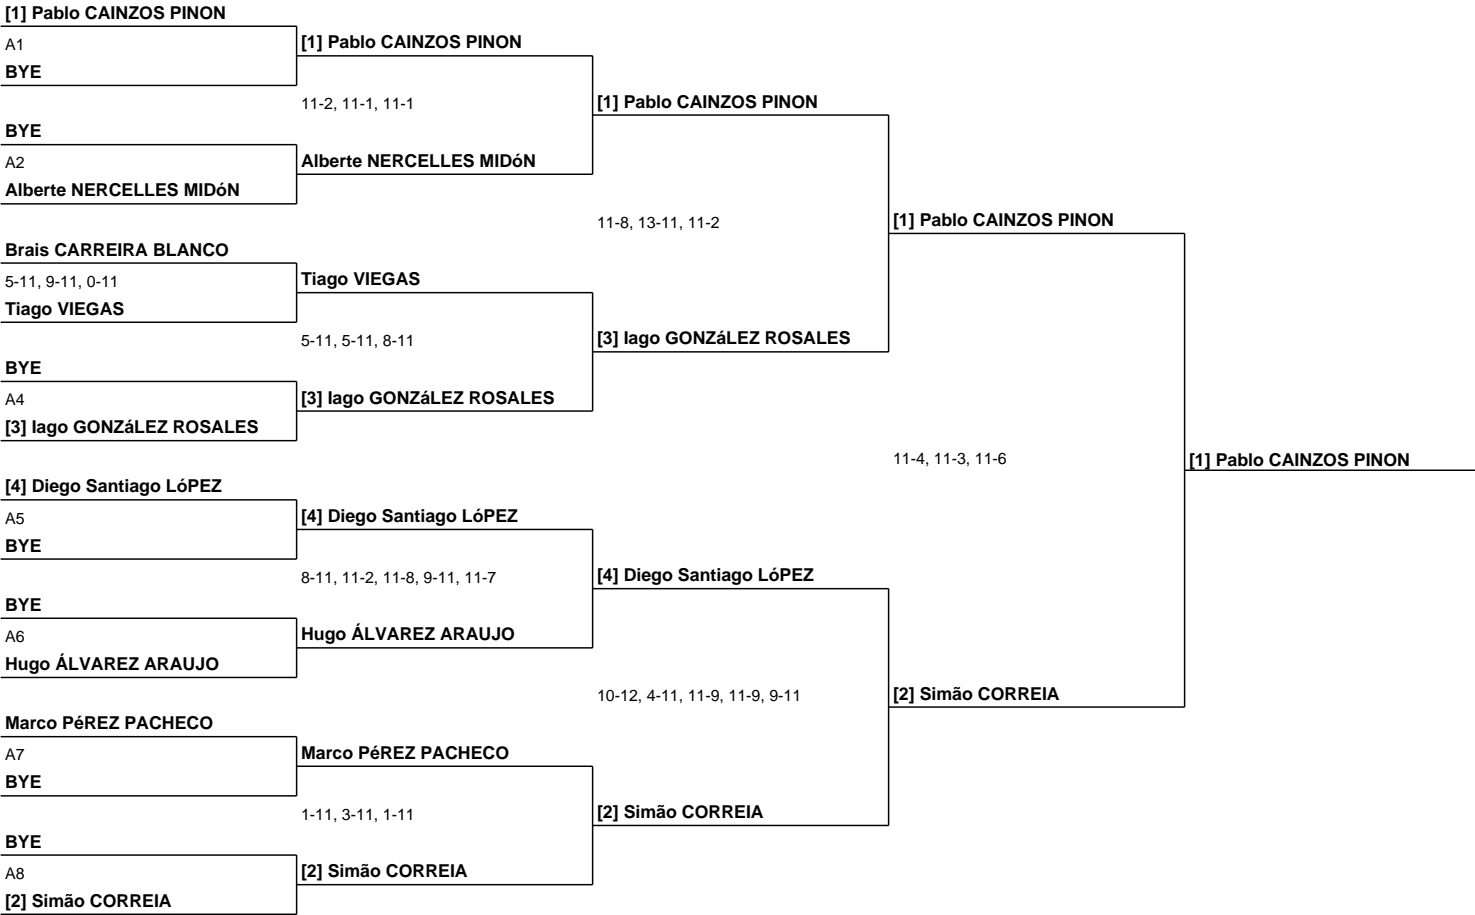 [1] Pablo CAINZOS PINON
A1
BYE
BYE
A2
Alberte NERCELLES MIDóN
Brais CARREIRA BLANCO
5-11, 9-11, 0-11
Tiago VIEGAS
BYE
A4
[3] Iago GONZáLEZ ROSALES
[4] Diego Santiago LóPEZ
A5
BYE
BYE
A6
Hugo ÁLVAREZ ARAUJO
Marco PéREZ PACHECO
A7
BYE
BYE
A8
[2] Simão CORREIA
[1] Pablo CAINZOS PINON
11-2, 11-1, 11-1
Alberte NERCELLES MIDóN
Tiago VIEGAS
5-11, 5-11, 8-11
[3] Iago GONZáLEZ ROSALES
[4] Diego Santiago LóPEZ
8-11, 11-2, 11-8, 9-11, 11-7
Hugo ÁLVAREZ ARAUJO
Marco PéREZ PACHECO
1-11, 3-11, 1-11
[2] Simão CORREIA
[1] Pablo CAINZOS PINON
11-8, 13-11, 11-2
[3] Iago GONZáLEZ ROSALES
[4] Diego Santiago LóPEZ
10-12, 4-11, 11-9, 11-9, 9-11
[2] Simão CORREIA
[1] Pablo CAINZOS PINON
11-4, 11-3, 11-6
[2] Simão CORREIA
[1] Pablo CAINZOS PINON